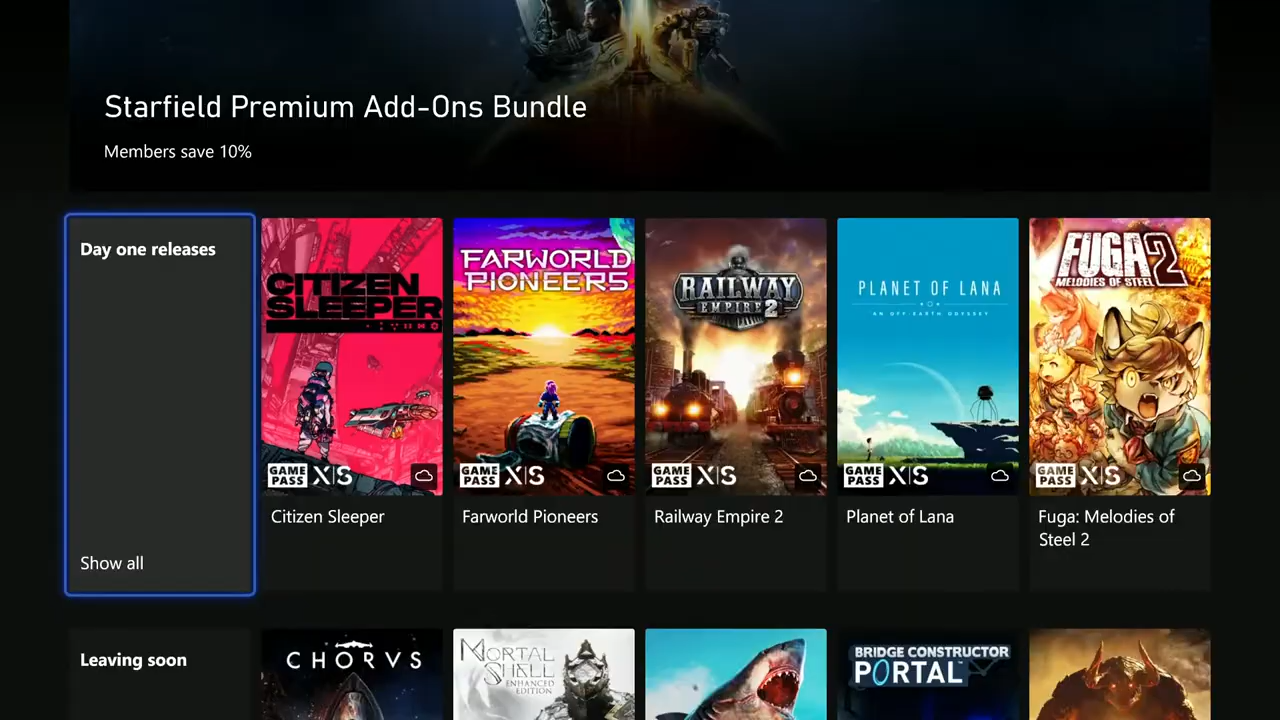 Starfield Premium Add-Ons Bundle
Members save 10%
Day one releases
Show all
CITIZEN
SLEEPER
GAME
PASS
X|S
Citizen Sleeper
FARWORLD
PIONEERS
GAME
PASS
X|S
Farworld Pioneers
RAILWAY
EMPIRE 2
GAME
PASS
X|S
Railway Empire 2
PLANET OF LANA
AN OFF-EARTH ODYSSEY
GAME
PASS
X|S
Planet of Lana
FUGA 2
MELODIES OF STEEL
GAME
PASS
X|S
Fuga: Melodies of
Steel 2
Leaving soon
CHORVS
MORTAL
SHELL
ENHANCED
EDITION
BRIDGE CONSTRUCTOR
PORTAL™